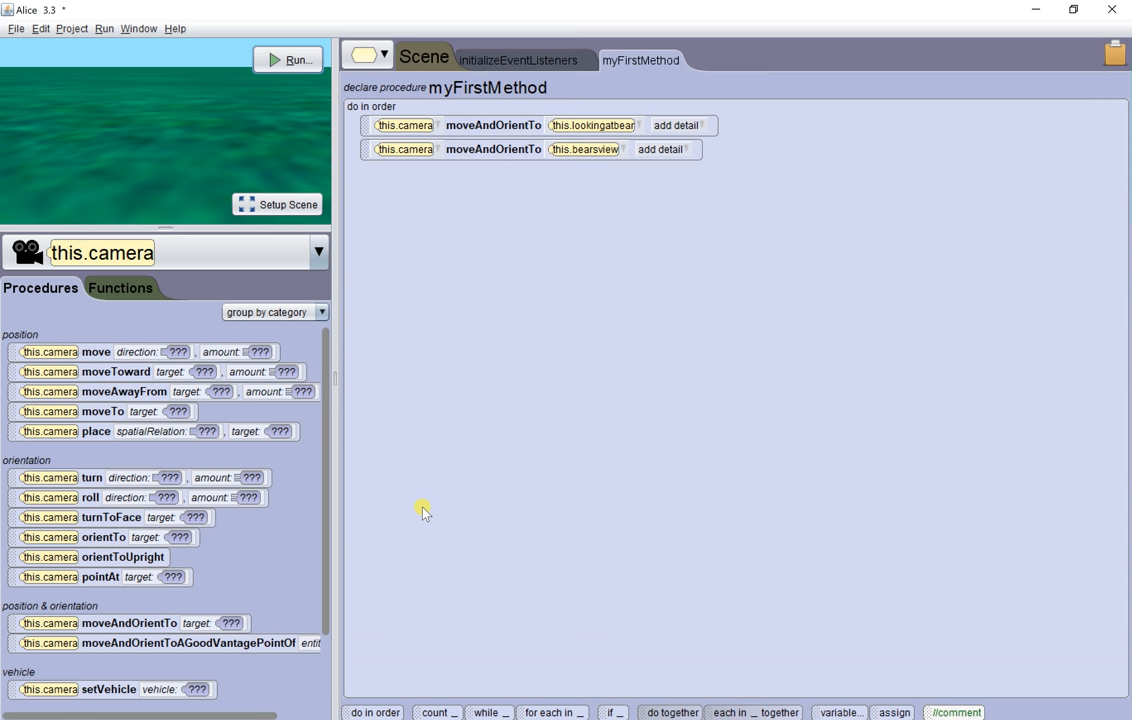 Alice 3.3 *
File Edit Project Run Window Help
Run...
Setup Scene
this.camera
Procedures Functions
group by category
position
this.camera move direction: ??? , amount: ???
this.camera moveToward target: ??? , amount: ???
this.camera moveAwayFrom target: ??? , amount: ???
this.camera moveTo target: ???
this.camera place spatialRelation: ??? , target: ???
orientation
this.camera turn direction: ??? , amount: ???
this.camera roll direction: ??? , amount: ???
this.camera turnToFace target: ???
this.camera orientTo target: ???
this.camera orientToUpright
this.camera pointAt target: ???
position & orientation
this.camera moveAndOrientTo target: ???
this.camera moveAndOrientToAGoodVantagePointOf entit
vehicle
this.camera setVehicle vehicle: ???
Scene initializeEventListeners myFirstMethod
declare procedure myFirstMethod
do in order
this.camera moveAndOrientTo this.lookingatbear add detail
this.camera moveAndOrientTo this.bearsview add detail
do in order count _ while _ for each in _ if _ do together each in _ together variable... assign //comment